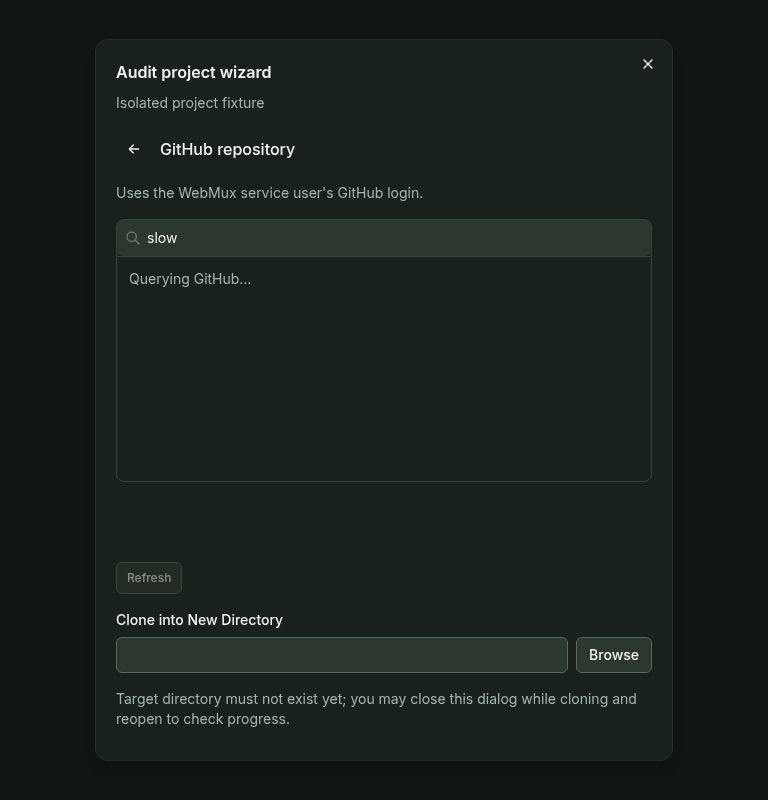 Audit project wizard
Isolated project fixture
GitHub repository
Uses the WebMux service user's GitHub login.
slow
Querying GitHub...
Refresh
Clone into New Directory
Browse
Target directory must not exist yet; you may close this dialog while cloning and
reopen to check progress.